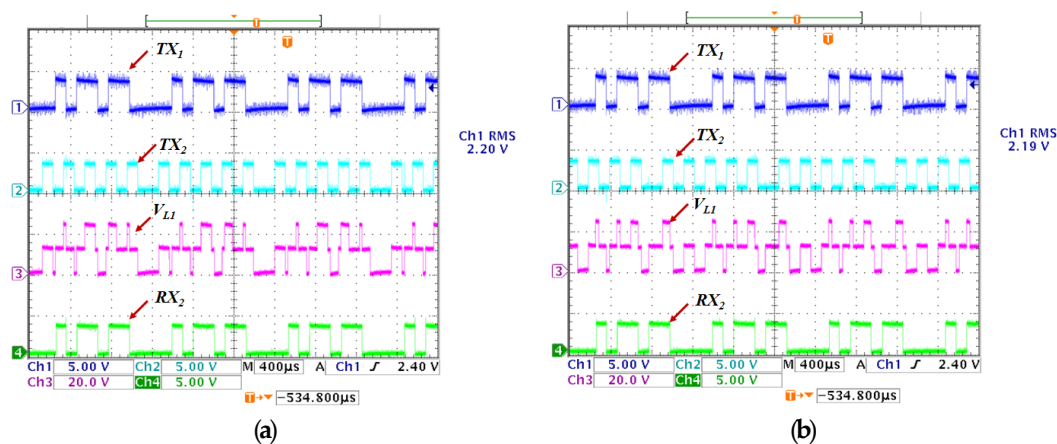 T
T
TX1
1
TX2
2
VL1
3
RX2
4
Ch1 RMS
2.20 V
Ch1 5.00 V Ch2 5.00 V M 400µs A Ch1 2.40 V
Ch3 20.0 V Ch4 5.00 V
T→▼ −534.800µs
(a)
T
T
TX1
1
TX2
2
VL1
3
RX2
4
Ch1 RMS
2.19 V
Ch1 5.00 V Ch2 5.00 V M 400µs A Ch1 2.40 V
Ch3 20.0 V Ch4 5.00 V
T→▼ −534.800µs
(b)